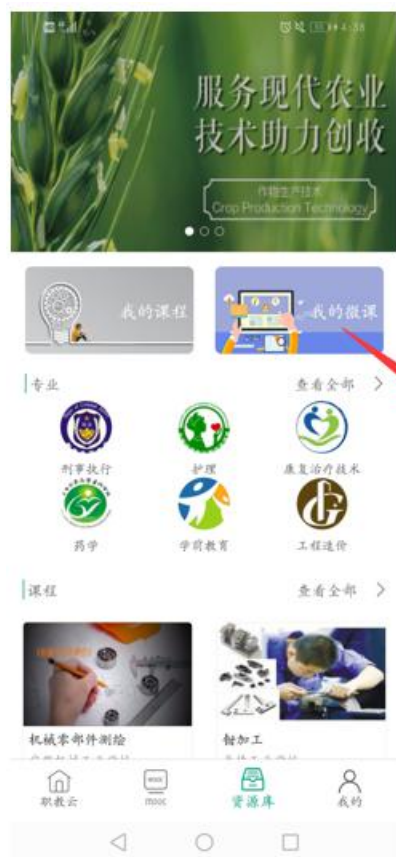 4:38
服务现代农业
技术助力创收
作物生产技术
Crop Production Technology
我的课程
我的微课
专业
查看全部
刑事执行
护理
康复治疗技术
药学
学前教育
工程造价
课程
查看全部
机械零部件测绘
钳加工
职教云
mooc
资源库
我的